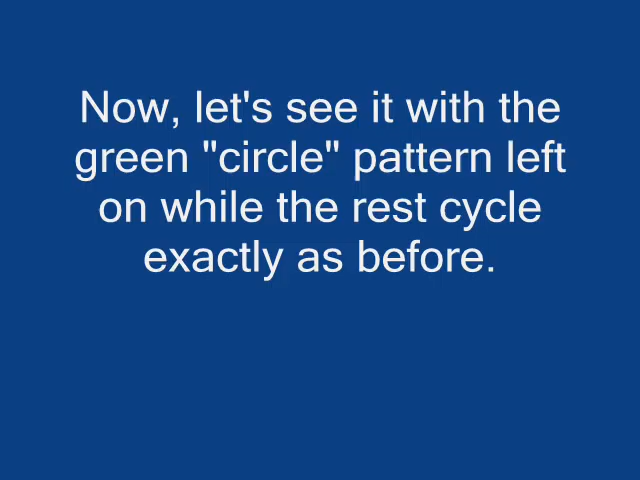 Now, let's see it with the
green "circle" pattern left
on while the rest cycle
exactly as before.